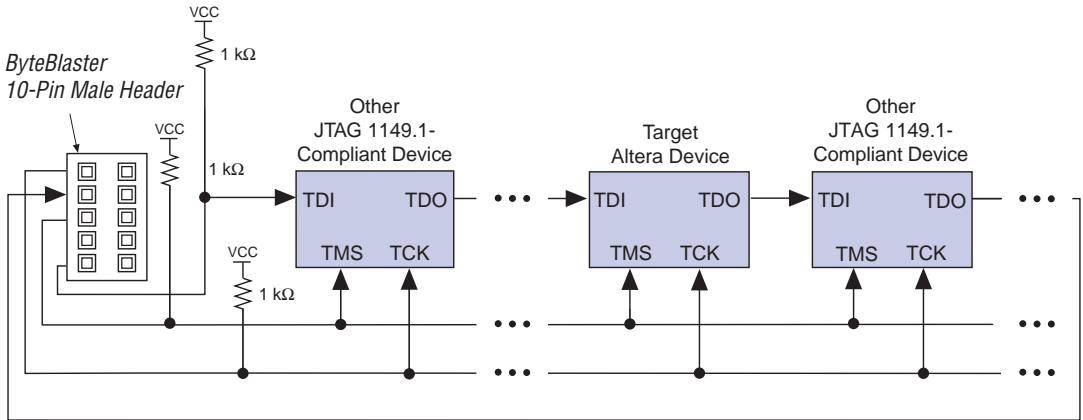 VCC
1 kΩ
ByteBlaster
10-Pin Male Header
VCC
1 kΩ
Other
JTAG 1149.1-
Compliant Device
Target
Altera Device
Other
JTAG 1149.1-
Compliant Device
TDI TDO
TMS TCK
TDI TDO
TMS TCK
TDI TDO
TMS TCK
VCC
1 kΩ